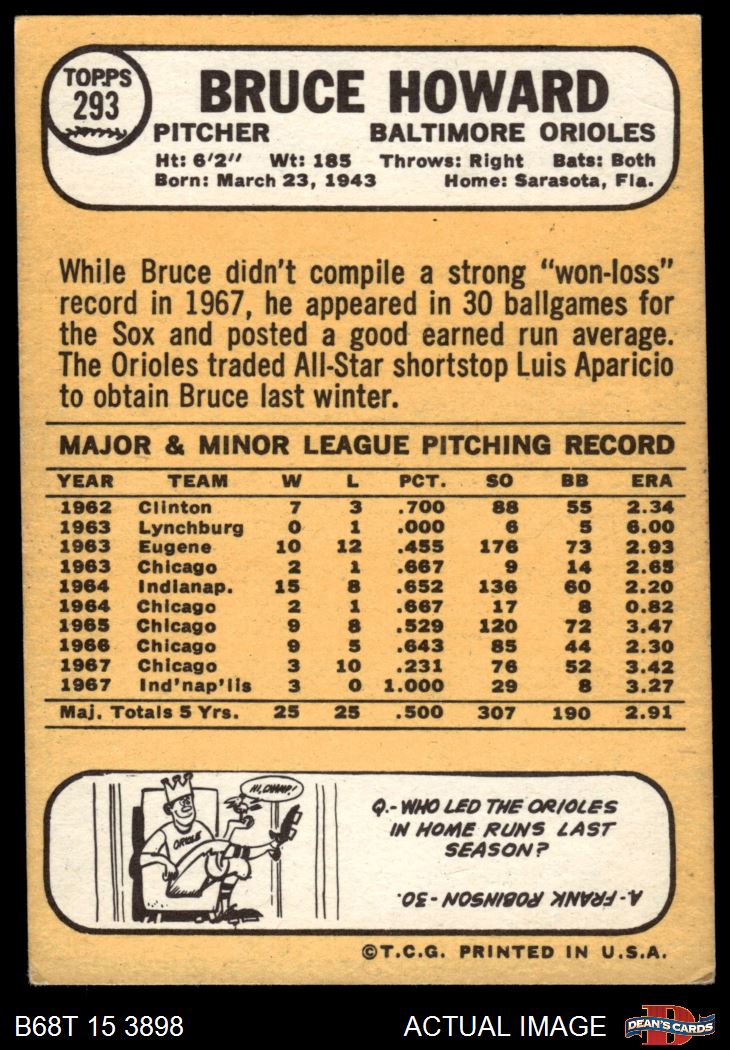 TOPPS
293
BRUCE HOWARD
PITCHER BALTIMORE ORIOLES
Ht: 6'2" Wt: 185 Throws: Right Bats: Both
Born: March 23, 1943 Home: Sarasota, Fla.
While Bruce didn't compile a strong "won-loss"
record in 1967, he appeared in 30 ballgames for
the Sox and posted a good earned run average.
The Orioles traded All-Star shortstop Luis Aparicio
to obtain Bruce last winter.
MAJOR & MINOR LEAGUE PITCHING RECORD
YEAR TEAM W L PCT. SO BB ERA
1962 Clinton 7 3 .700 88 55 2.34
1963 Lynchburg 0 1 .000 6 5 6.00
1963 Eugene 10 12 .455 176 73 2.93
1963 Chicago 2 1 .667 9 14 2.65
1964 Indianap. 15 8 .652 136 60 2.20
1964 Chicago 2 1 .667 17 8 0.82
1965 Chicago 9 8 .529 120 72 3.47
1966 Chicago 9 5 .643 85 44 2.30
1967 Chicago 3 10 .231 76 52 3.42
1967 Ind'nap'lis 3 0 1.000 29 8 3.27
Maj. Totals 5 Yrs. 25 25 .500 307 190 2.91
HI, CHAMP!
ORIOLE
Q.-WHO LED THE ORIOLES
IN HOME RUNS LAST
SEASON?
A-FRANK ROBINSON-30.
©T.C.G. PRINTED IN U.S.A.
B68T 15 3898 ACTUAL IMAGE
D
DEAN'S CARDS